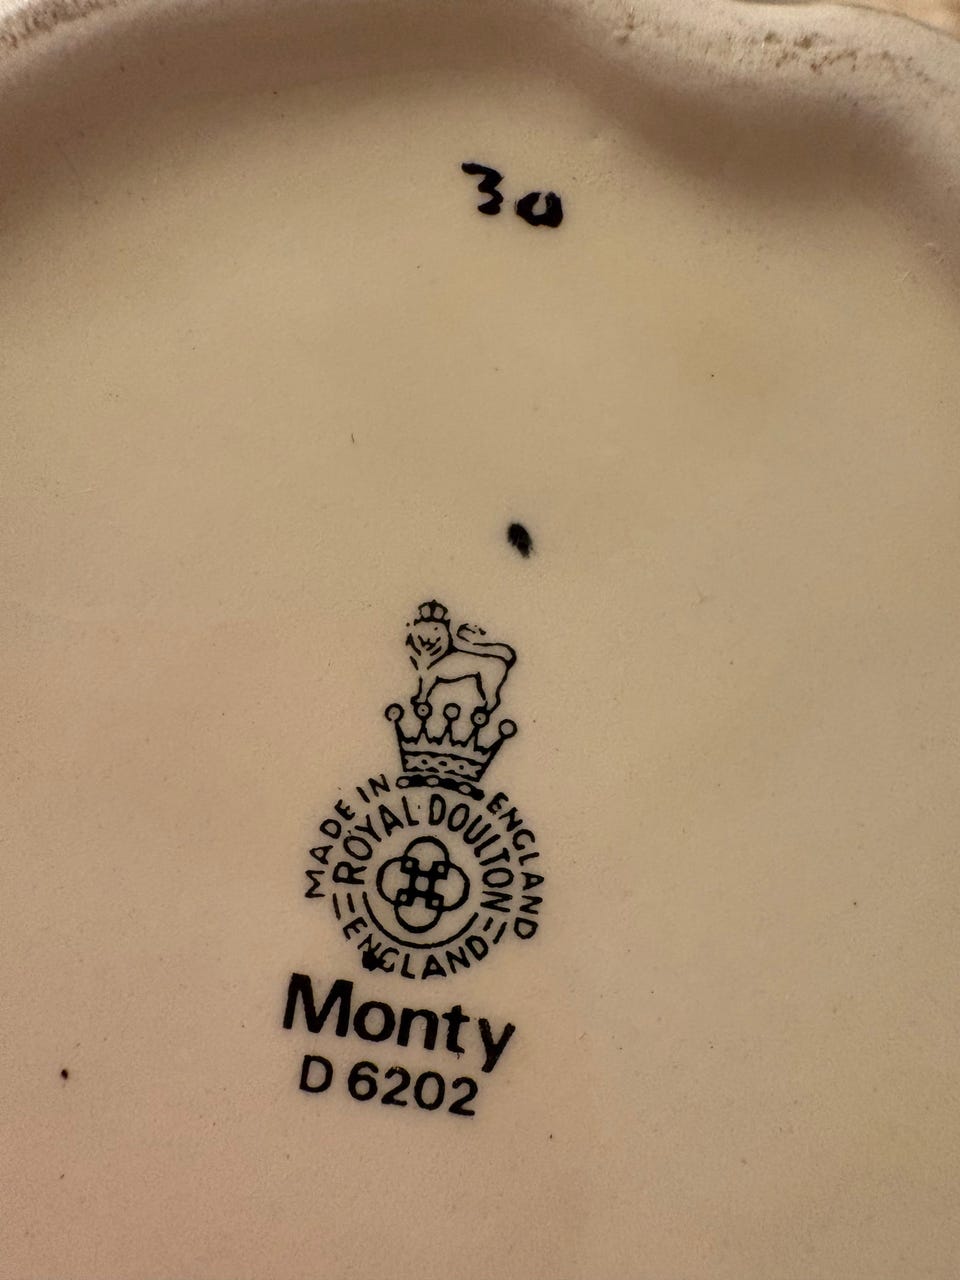 30
MADE IN ENGLAND
ROYAL DOULTON
ENGLAND
Monty
D 6202